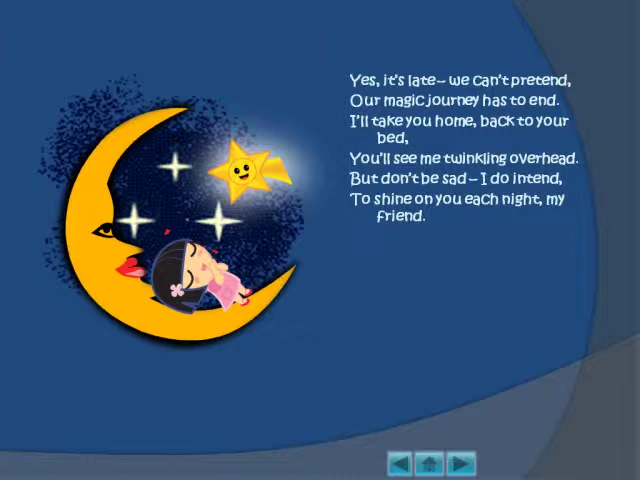 Yes, it's late – we can't pretend,
Our magic journey has to end.
I'll take you home, back to your
bed,
You'll see me twinkling overhead.
But don't be sad – I do intend,
To shine on you each night, my
friend.